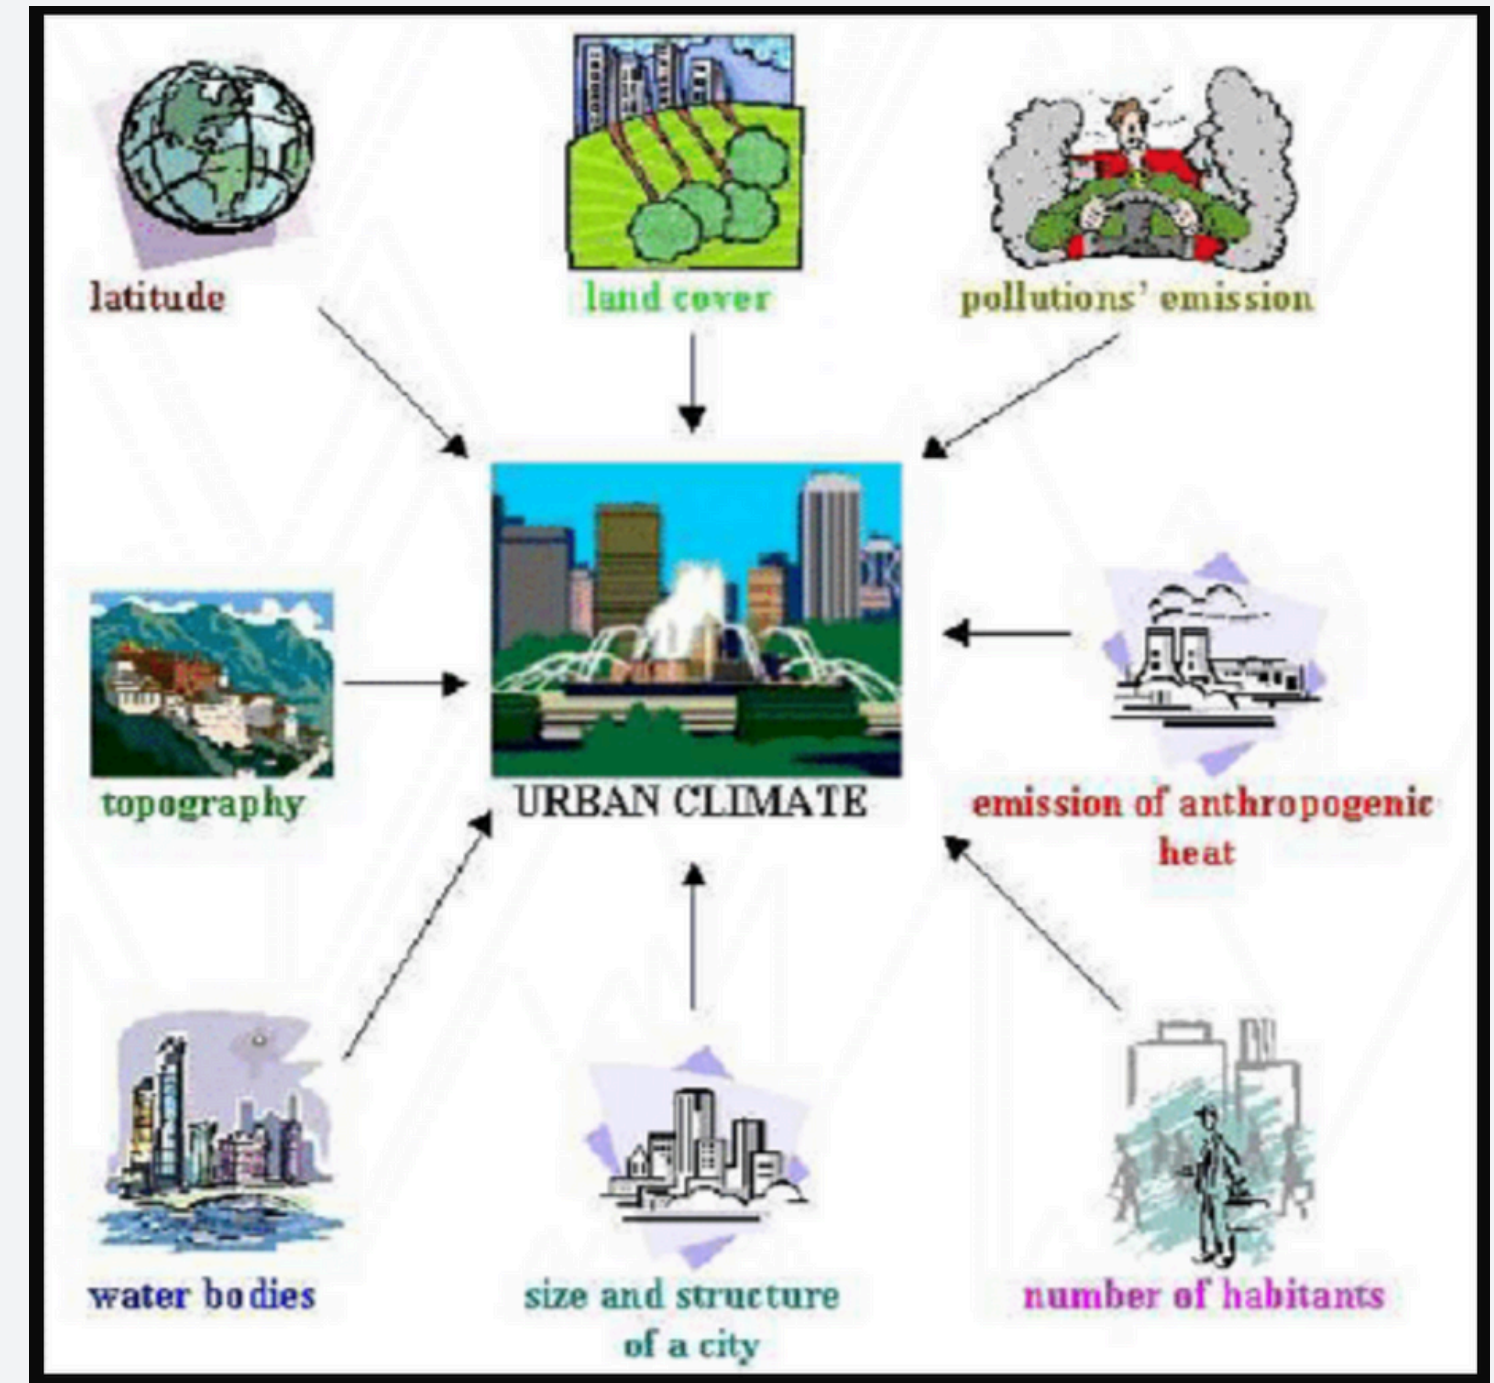 latitude
land cover
pollutions' emission
topography
URBAN CLIMATE
emission of anthropogenic
heat
water bodies
size and structure
of a city
number of habitants